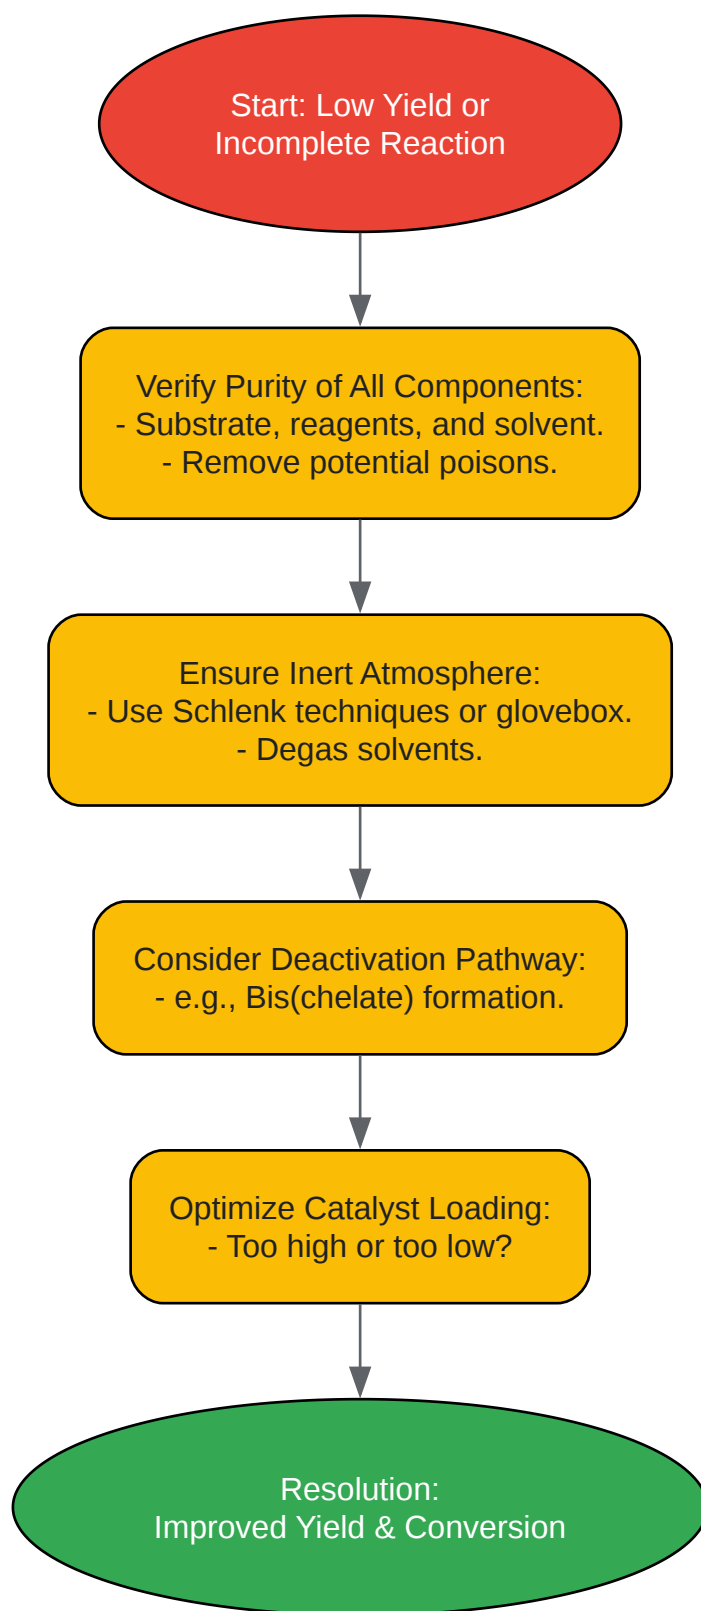 Start: Low Yield or
Incomplete Reaction
Verify Purity of All Components:
- Substrate, reagents, and solvent.
- Remove potential poisons.
Ensure Inert Atmosphere:
- Use Schlenk techniques or glovebox.
- Degas solvents.
Consider Deactivation Pathway:
- e.g., Bis(chelate) formation.
Optimize Catalyst Loading:
- Too high or too low?
Resolution:
Improved Yield & Conversion